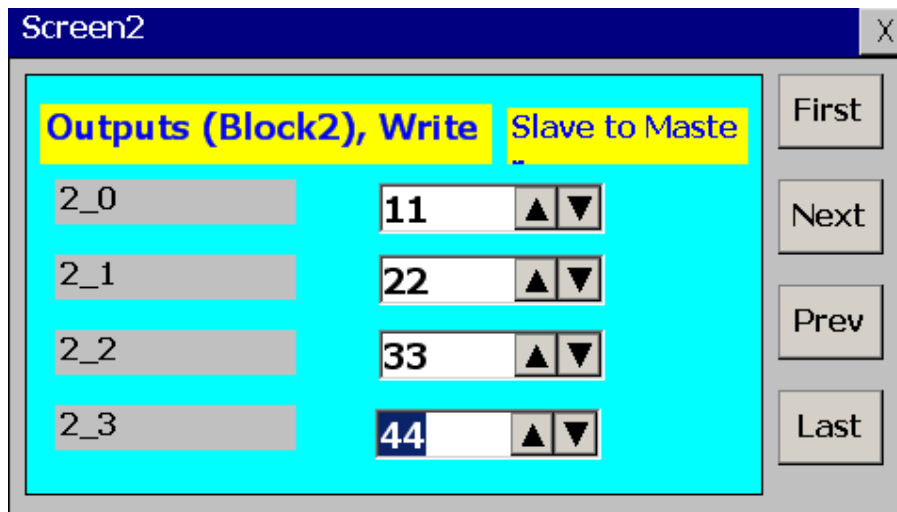 Screen2
X
Outputs (Block2), Write
Slave to Maste
2_0
11
2_1
22
2_2
33
2_3
44
First
Next
Prev
Last